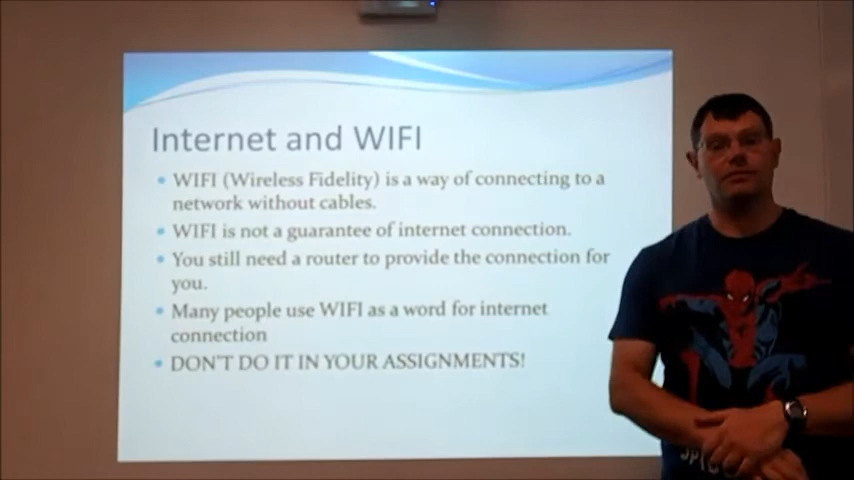 Internet and WIFI
WIFI (Wireless Fidelity) is a way of connecting to a
network without cables.
WIFI is not a guarantee of internet connection.
You still need a router to provide the connection for
you.
Many people use WIFI as a word for internet
connection
DON'T DO IT IN YOUR ASSIGNMENTS!